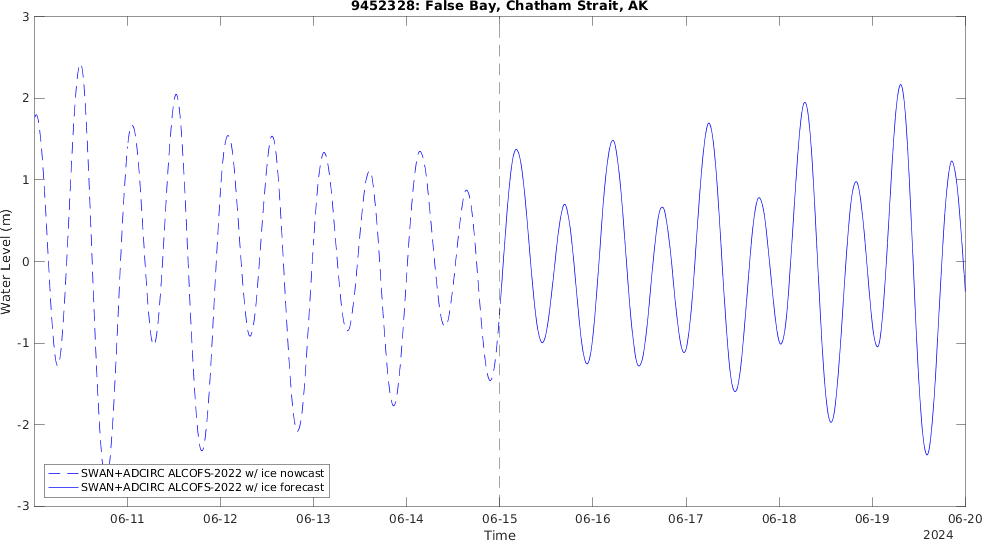 9452328: False Bay, Chatham Strait, AK
3
2
1
0
-1
-2
-3
Water Level (m)
SWAN+ADCIRC ALCOFS-2022 w/ ice nowcast
SWAN+ADCIRC ALCOFS-2022 w/ ice forecast
06-11 06-12 06-13 06-14 06-15 06-16 06-17 06-18 06-19 06-20
Time
2024